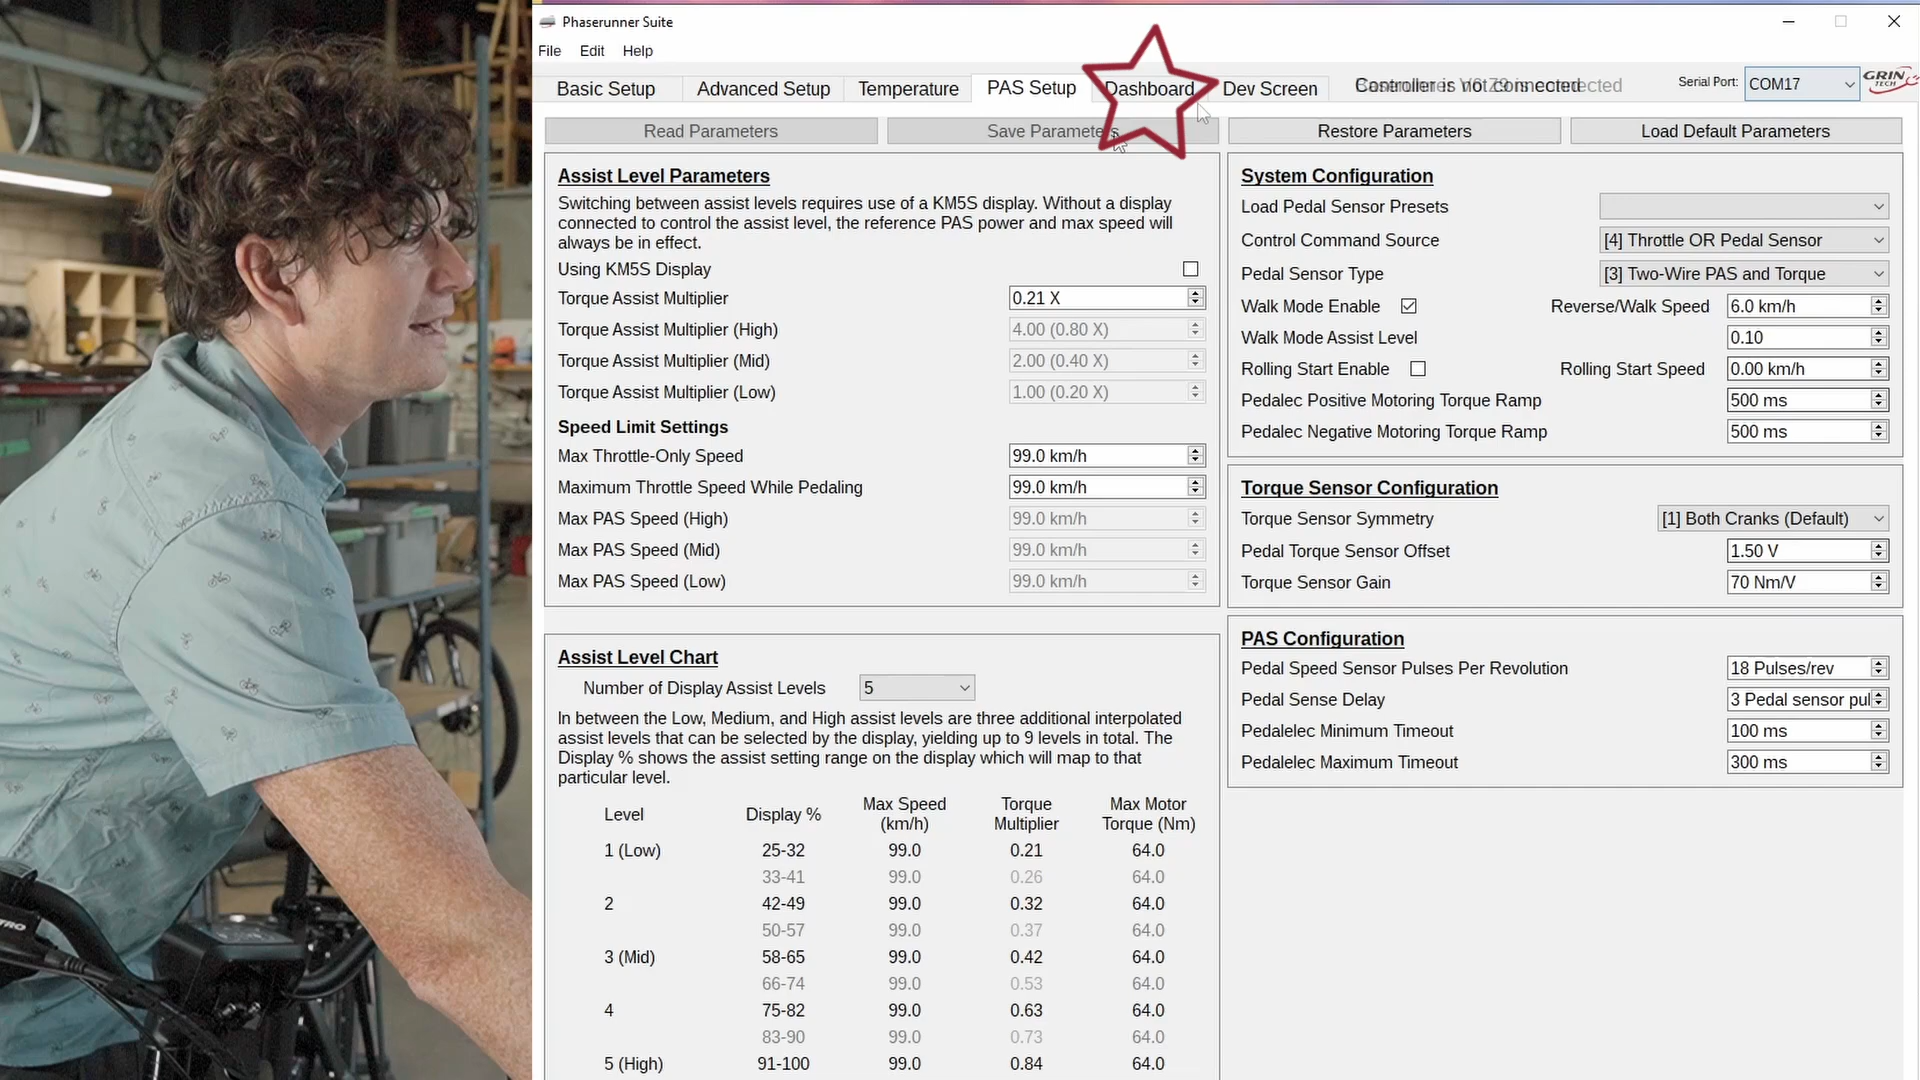 Phaserunner Suite
File Edit Help
Basic Setup Advanced Setup Temperature PAS Setup Dashboard Dev Screen Controller is not connected Serial Port: COM17 GRIN TECH
Read Parameters Save Parameters Restore Parameters Load Default Parameters
Assist Level Parameters
Switching between assist levels requires use of a KM5S display. Without a display
connected to control the assist level, the reference PAS power and max speed will
always be in effect.
Using KM5S Display
Torque Assist Multiplier 0.21 X
Torque Assist Multiplier (High) 4.00 (0.80 X)
Torque Assist Multiplier (Mid) 2.00 (0.40 X)
Torque Assist Multiplier (Low) 1.00 (0.20 X)
Speed Limit Settings
Max Throttle-Only Speed 99.0 km/h
Maximum Throttle Speed While Pedaling 99.0 km/h
Max PAS Speed (High) 99.0 km/h
Max PAS Speed (Mid) 99.0 km/h
Max PAS Speed (Low) 99.0 km/h
Assist Level Chart
Number of Display Assist Levels 5
In between the Low, Medium, and High assist levels are three additional interpolated
assist levels that can be selected by the display, yielding up to 9 levels in total. The
Display % shows the assist setting range on the display which will map to that
particular level.
Level Display % Max Speed (km/h) Torque Multiplier Max Motor Torque (Nm)
1 (Low) 25-32 99.0 0.21 64.0
33-41 99.0 0.26 64.0
2 42-49 99.0 0.32 64.0
50-57 99.0 0.37 64.0
3 (Mid) 58-65 99.0 0.42 64.0
66-74 99.0 0.53 64.0
4 75-82 99.0 0.63 64.0
83-90 99.0 0.73 64.0
5 (High) 91-100 99.0 0.84 64.0
System Configuration
Load Pedal Sensor Presets
Control Command Source [4] Throttle OR Pedal Sensor
Pedal Sensor Type [3] Two-Wire PAS and Torque
Walk Mode Enable Reverse/Walk Speed 6.0 km/h
Walk Mode Assist Level 0.10
Rolling Start Enable Rolling Start Speed 0.00 km/h
Pedalec Positive Motoring Torque Ramp 500 ms
Pedalec Negative Motoring Torque Ramp 500 ms
Torque Sensor Configuration
Torque Sensor Symmetry [1] Both Cranks (Default)
Pedal Torque Sensor Offset 1.50 V
Torque Sensor Gain 70 Nm/V
PAS Configuration
Pedal Speed Sensor Pulses Per Revolution 18 Pulses/rev
Pedal Sense Delay 3 Pedal sensor pul
Pedalelec Minimum Timeout 100 ms
Pedalelec Maximum Timeout 300 ms